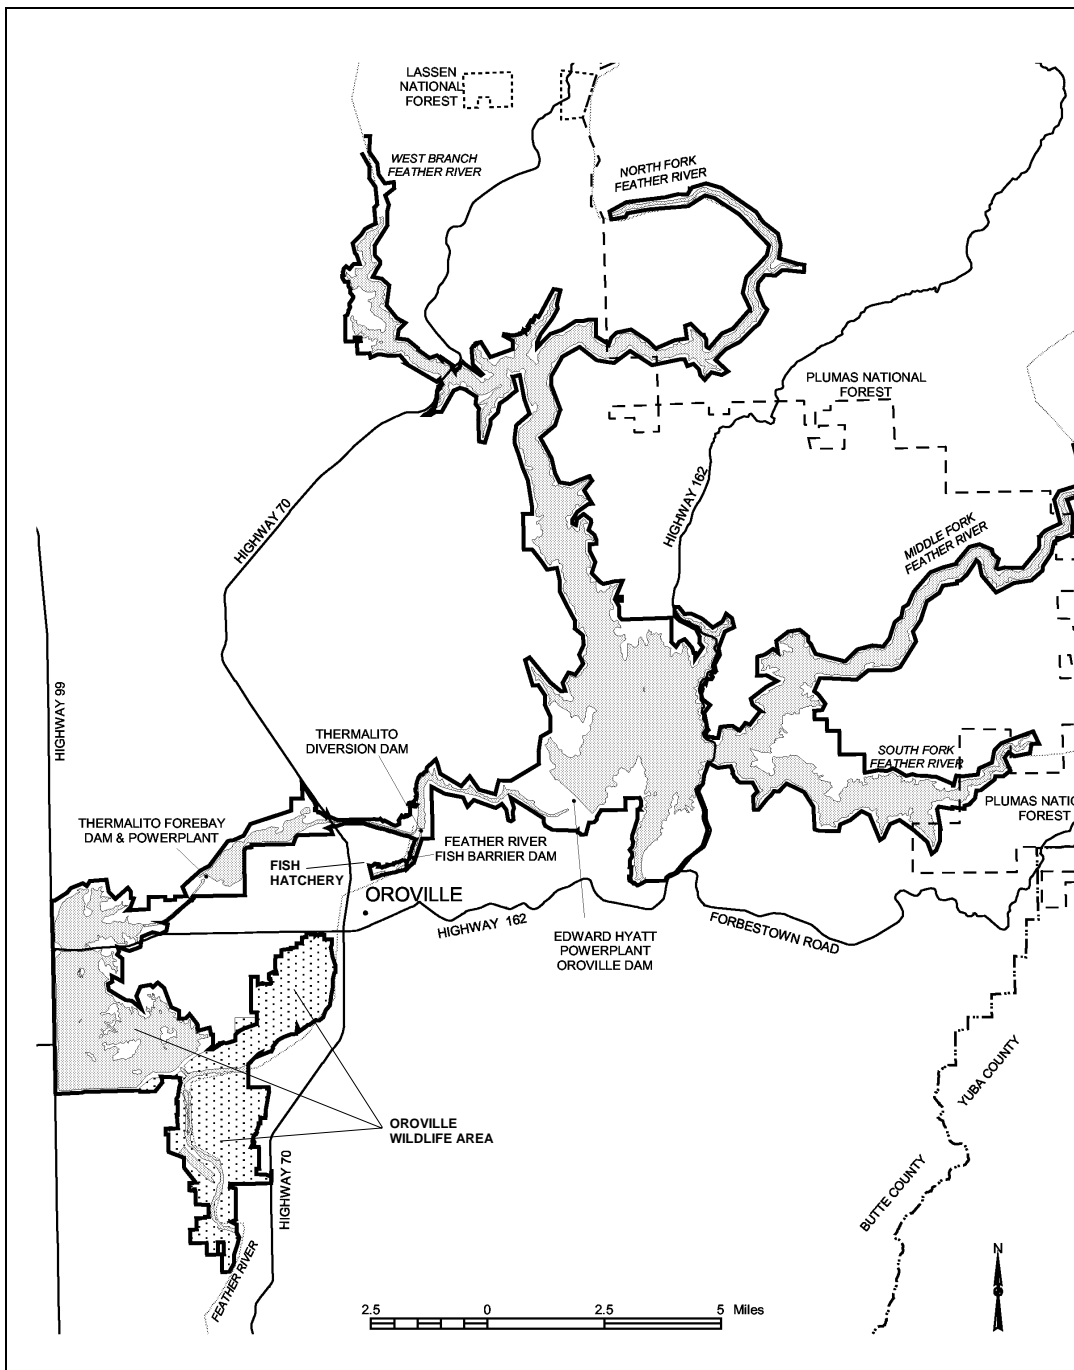 LASSEN
NATIONAL
FOREST
WEST BRANCH
FEATHER RIVER
NORTH FORK
FEATHER RIVER
PLUMAS NATIONAL
FOREST
HIGHWAY 70
HIGHWAY 162
MIDDLE FORK
FEATHER RIVER
HIGHWAY 99
THERMALITO
DIVERSION DAM
SOUTH FORK
FEATHER RIVER
PLUMAS NATIO
FOREST
THERMALITO FOREBAY
DAM & POWERPLANT
FEATHER RIVER
FISH BARRIER DAM
FISH
HATCHERY
OROVILLE
HIGHWAY 162
FORBESTOWN ROAD
EDWARD HYATT
POWERPLANT
OROVILLE DAM
YUBA COUNTY
OROVILLE
WILDLIFE AREA
HIGHWAY 70
BUTTE COUNTY
FEATHER RIVER
N
2.5 0 2.5 5 Miles